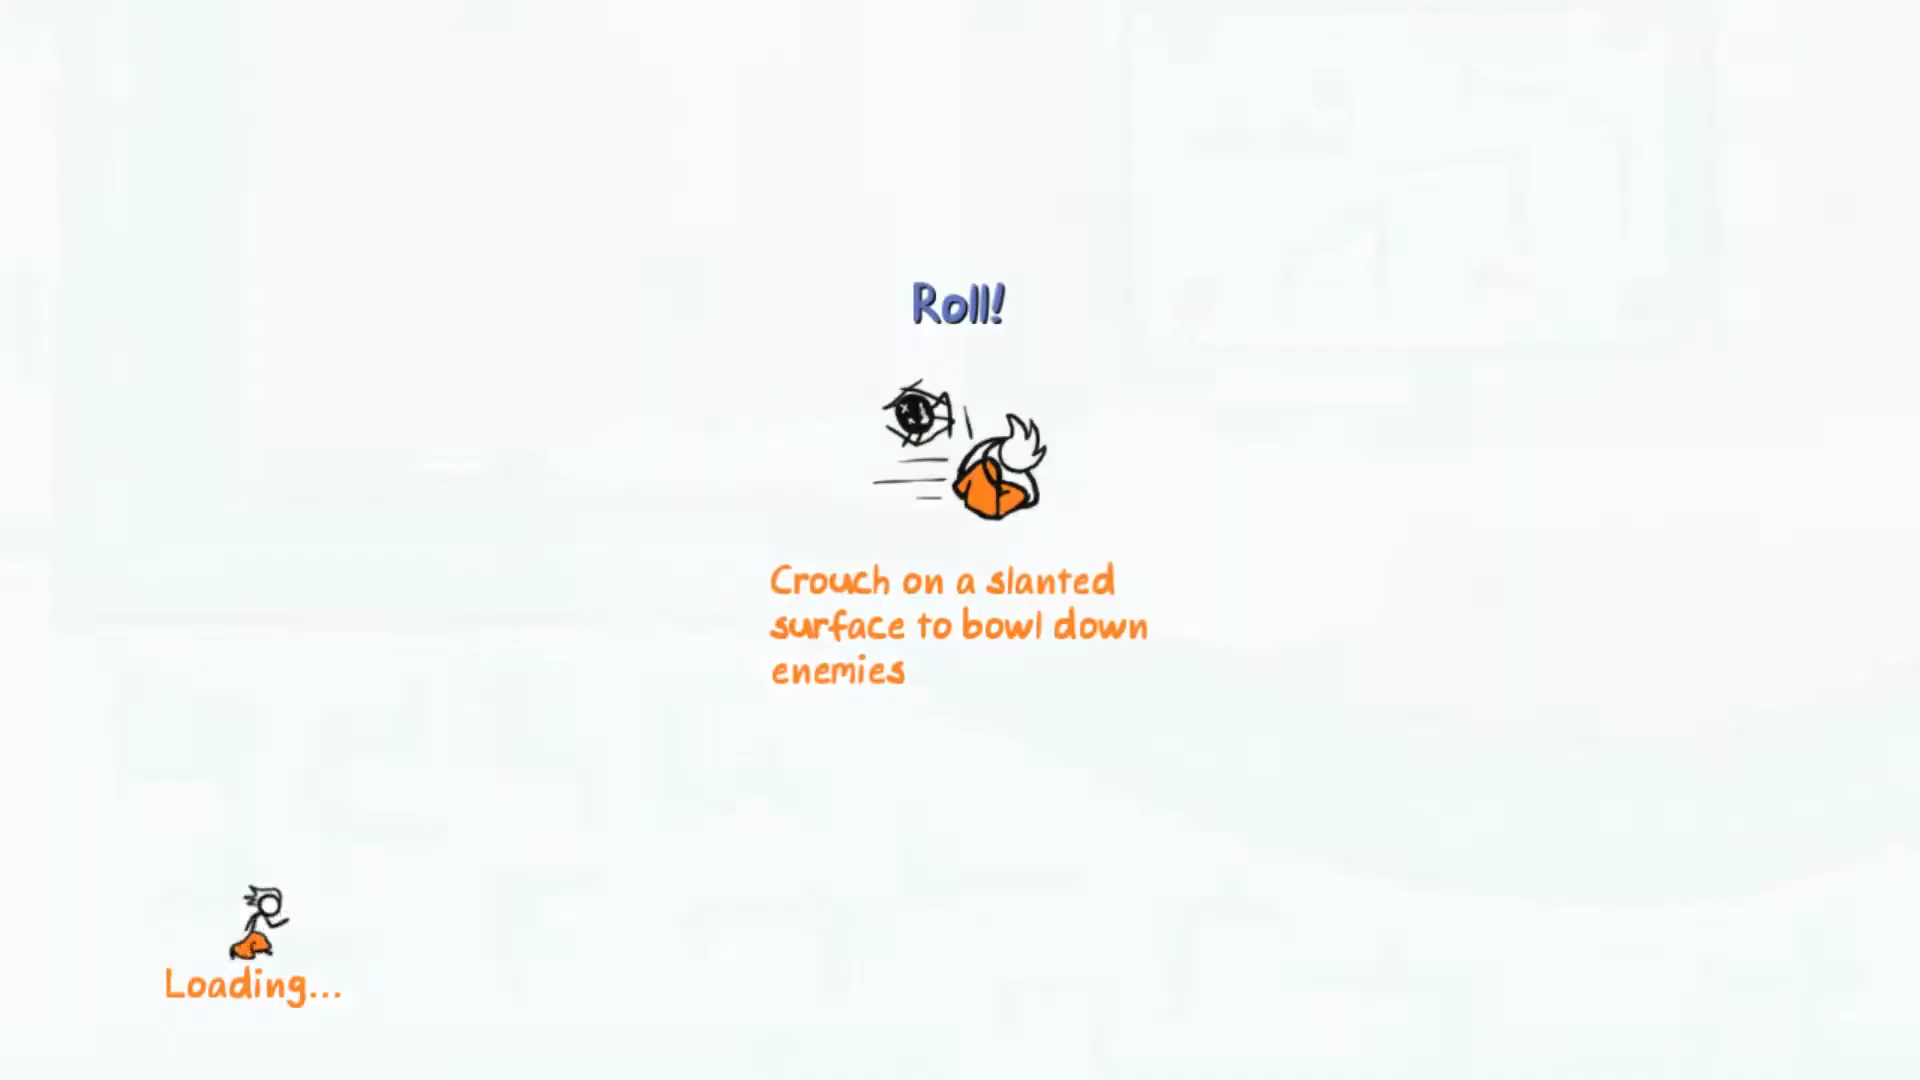 Roll!
Crouch on a slanted
surface to bowl down
enemies
Loading...